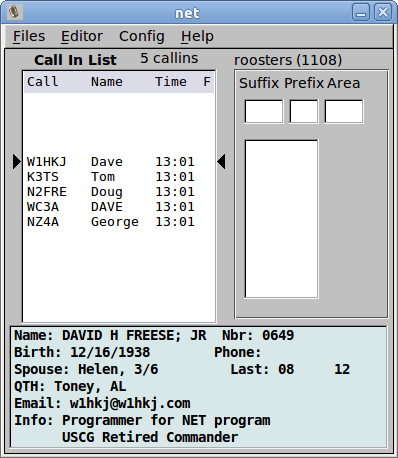 net
Files Editor Config Help
Call In List 5 callins roosters (1108)
Call Name Time F
Suffix Prefix Area
W1HKJ Dave 13:01
K3TS Tom 13:01
N2FRE Doug 13:01
WC3A DAVE 13:01
NZ4A George 13:01
Name: DAVID H FREESE; JR Nbr: 0649
Birth: 12/16/1938 Phone:
Spouse: Helen, 3/6 Last: 08 12
QTH: Toney, AL
Email: w1hkj@w1hkj.com
Info: Programmer for NET program
USCG Retired Commander